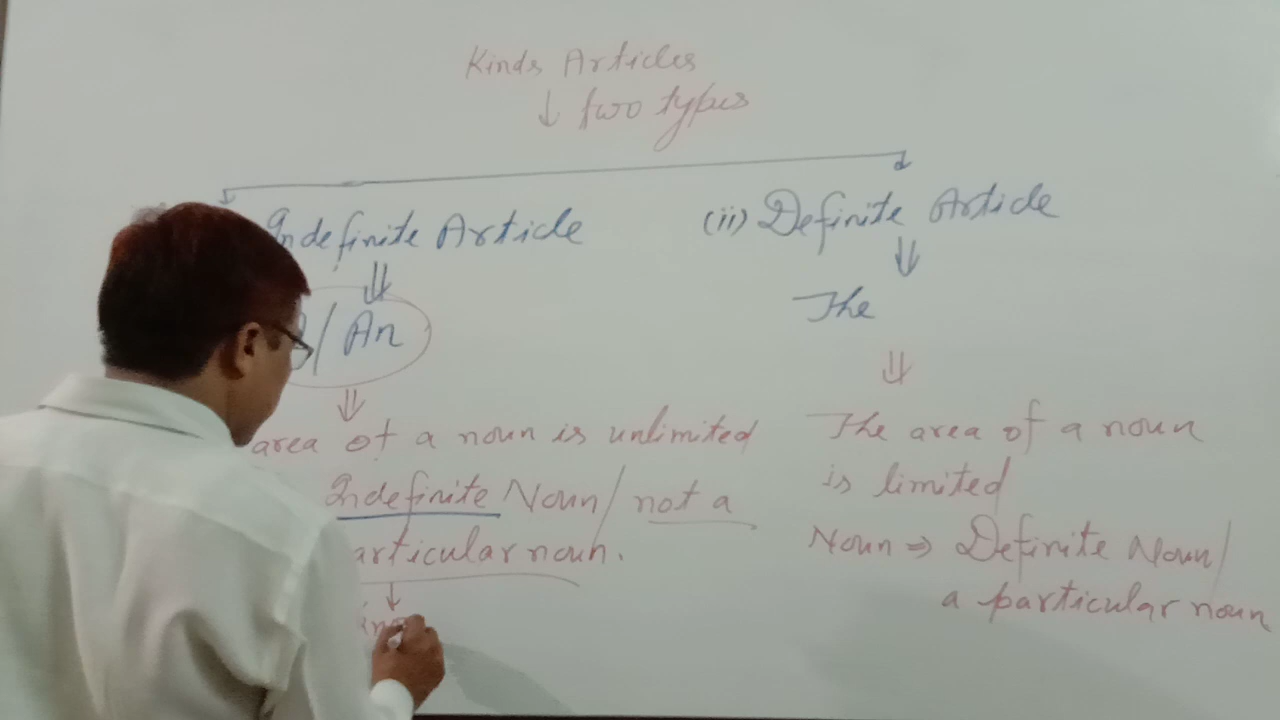 Kinds Articles
↓ two types
Indefinite Article
(ii) Definite Article
/ An
The
area of a noun is unlimited
Indefinite Noun / not a
articular noun.
The area of a noun
is limited
Noun ⇒ Definite Noun /
a particular noun